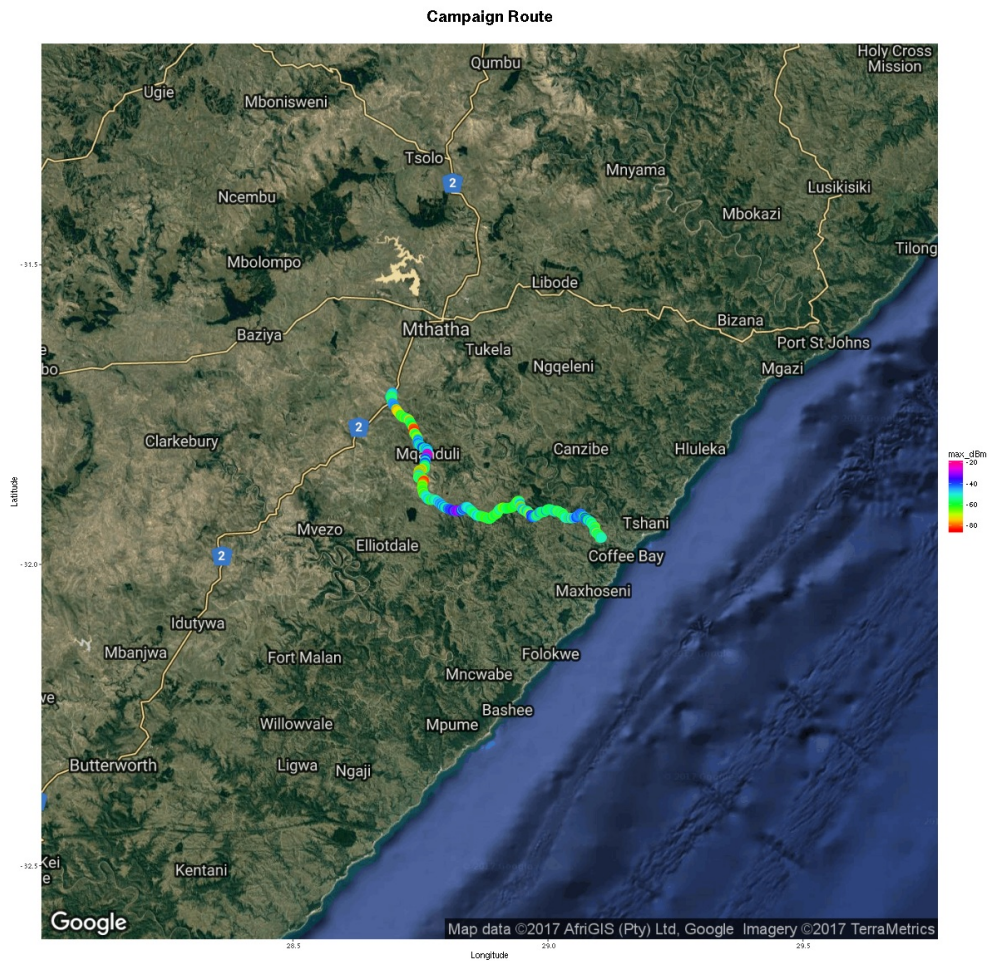 Campaign Route
Holy Cross
Mission
Qumbu
Ugie
Mbonisweni
Tsolo
Mnyama
2
Lusikisiki
Ncembu
Mbokazi
Tilong
-31.5
Mbolompo
Libode
Bizana
Mthatha
Baziya
Port St Johns
e
Tukela
bo
Ngqeleni
Mgazi
2
Clarkebury
Canzibe
Hluleka
max_dBm
-20
-40
-60
-80
Latitude
Tshani
Mvezo
Elliotdale
2
Coffee Bay
-32.0
Maxhoseni
Idutywa
Mbanjwa
Fort Malan
Folokwe
Mncwabe
we
Bashee
Willowvale
Mpume
Butterworth
Ligwa
Ngaji
-32.5
Kei
e
Kentani
Google
Map data ©2017 AfriGIS (Pty) Ltd, Google Imagery ©2017 TerraMetrics
28.5
29.0
29.5
Longitude